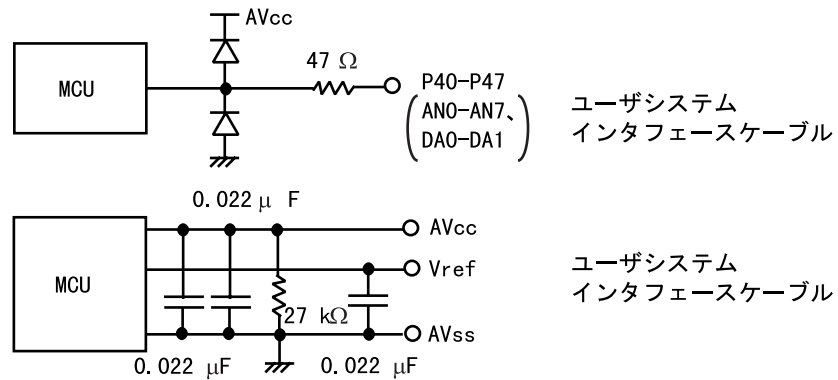 AVcc
47 Ω
MCU
P40-P47
AN0-AN7、
DA0-DA1
ユーザシステム
インタフェースケーブル
0.022 μ F
AVcc
MCU
Vref
ユーザシステム
インタフェースケーブル
27 kΩ
AVss
0.022 μF
0.022 μF